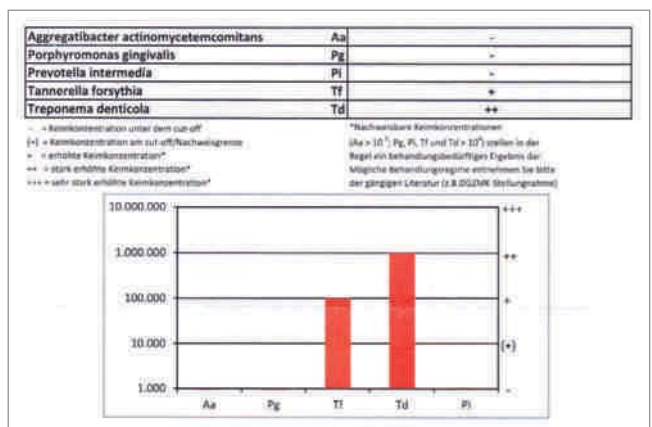 Aggregatibacter actinomycetemcomitans Aa -
Porphyromonas gingivalis Pg -
Prevotella intermedia Pi -
Tannerella forsythia Tf +
Treponema denticola Td ++
- = Keimkonzentration unter dem cut-off
(+) = Keimkonzentration am cut-off/Nachweisgrenze
+ = erhöhte Keimkonzentration*
++ = stark erhöhte Keimkonzentration*
+++ = sehr stark erhöhte Keimkonzentration*
*Nachweisbare Keimkonzentrationen
(Aa > 10 ; Pg, Pi, Tf und Td > 10 ) stellen in der
Regel ein behandlungsbedürftiges Ergebnis dar.
Mögliche Behandlungsregime entnehmen Sie bitte
der gängigen Literatur (z.B.DGZMK Stellungnahme)
10.000.000 +++
1.000.000 ++
100.000 +
10.000 (+)
1.000 -
Aa Pg Tf Td Pi